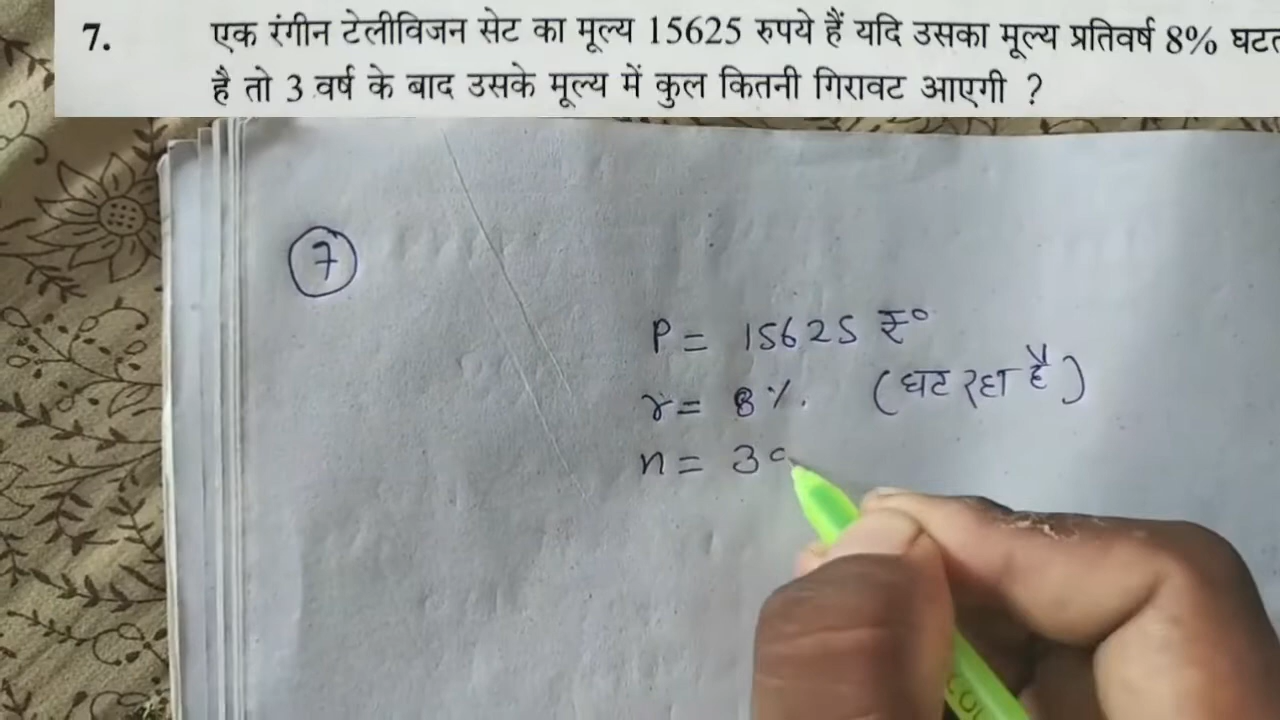 7. एक रंगीन टेलीविजन सेट का मूल्य 15625 रुपये हैं यदि उसका मूल्य प्रतिवर्ष 8%
है तो 3 वर्ष के बाद उसके मूल्य में कुल कितनी गिरावट आएगी ?
7
P = 15625 रु०
r = 8%. (घट रहा है)
n = 3